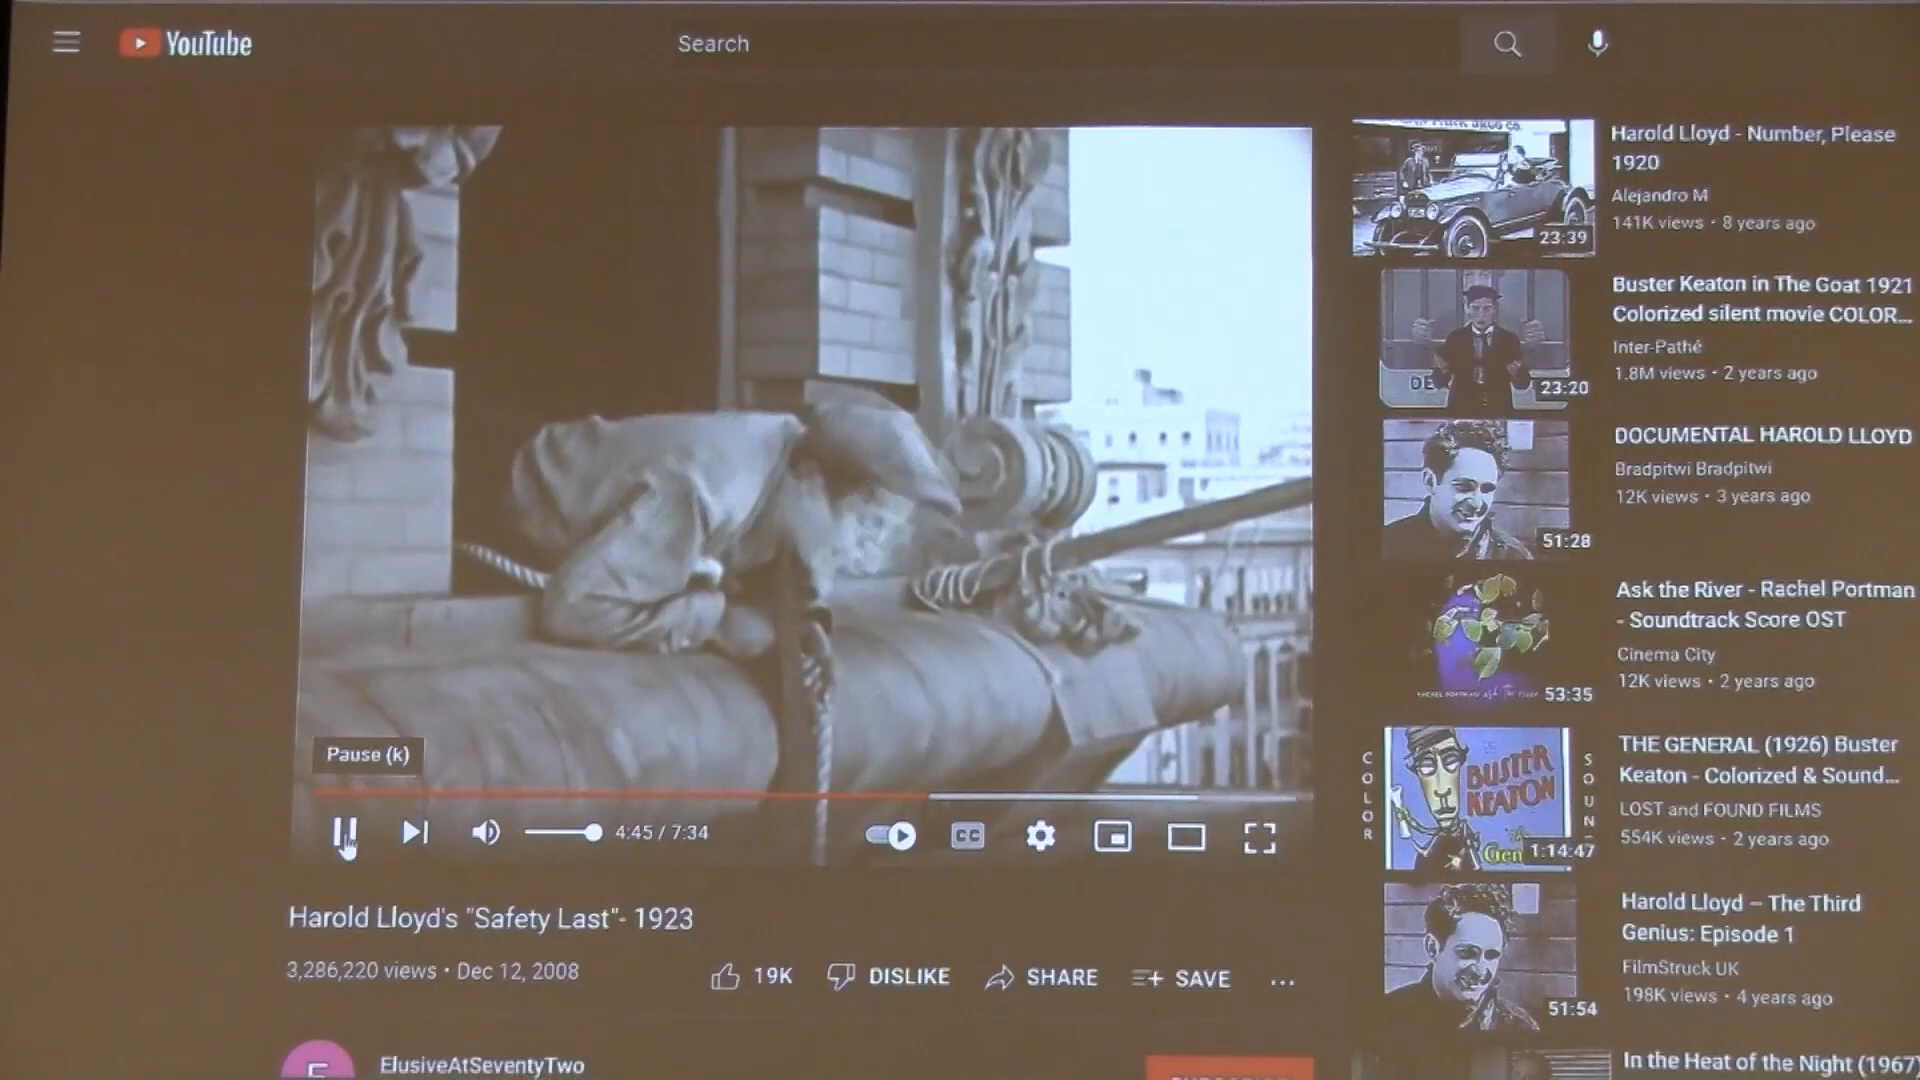 YouTube
Search
Pause (k)
4:45 / 7:34
CC
Harold Lloyd's "Safety Last"- 1923
3,286,220 views • Dec 12, 2008
19K
DISLIKE
SHARE
SAVE
...
E
ElusiveAtSeventyTwo
Harold Lloyd - Number, Please
1920
Alejandro M
141K views • 8 years ago
23:39
Buster Keaton in The Goat 1921
Colorized silent movie COLOR...
Inter-Pathé
1.8M views • 2 years ago
DE
23:20
DOCUMENTAL HAROLD LLOYD
Bradpitwi Bradpitwi
12K views • 3 years ago
51:28
Ask the River - Rachel Portman
- Soundtrack Score OST
Cinema City
12K views • 2 years ago
53:35
COLOR
BUSTER
KEATON
Gen
1:14:47
THE GENERAL (1926) Buster
Keaton - Colorized & Sound...
LOST and FOUND FILMS
554K views • 2 years ago
Harold Lloyd – The Third
Genius: Episode 1
FilmStruck UK
198K views • 4 years ago
51:54
In the Heat of the Night (1967)